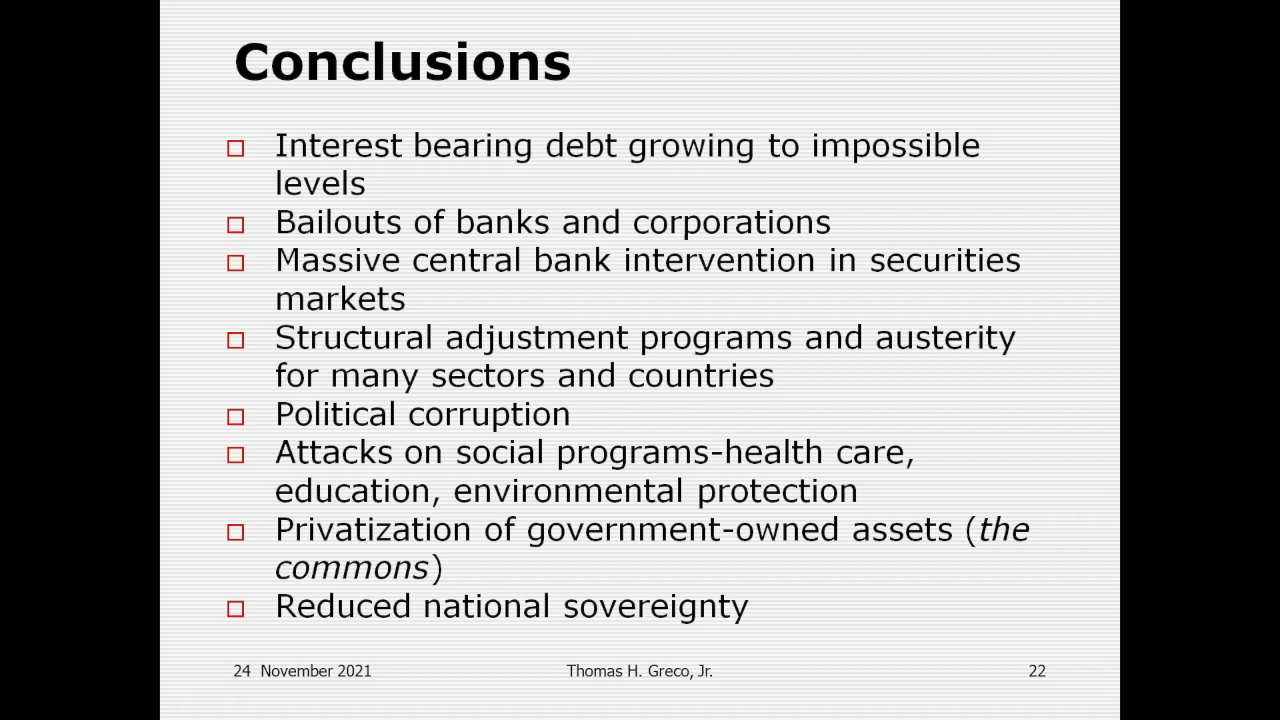 Conclusions
Interest bearing debt growing to impossible
levels
Bailouts of banks and corporations
Massive central bank intervention in securities
markets
Structural adjustment programs and austerity
for many sectors and countries
Political corruption
Attacks on social programs-health care,
education, environmental protection
Privatization of government-owned assets (the
commons)
Reduced national sovereignty
24 November 2021 Thomas H. Greco, Jr. 22